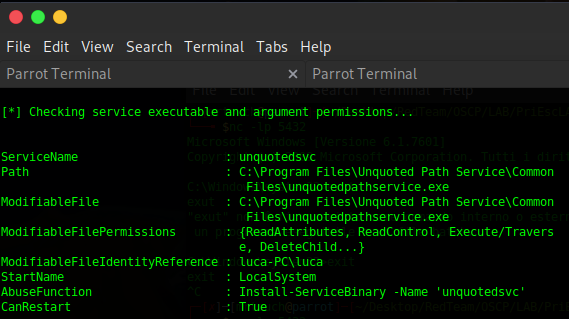 File Edit View Search Terminal Tabs Help
Parrot Terminal × Parrot Terminal
[*] Checking service executable and argument permissions...
ServiceName : unquotedsvc
Path : C:\Program Files\Unquoted Path Service\Common
Files\unquotedpathservice.exe
ModifiableFile : C:\Program Files\Unquoted Path Service\Common
Files\unquotedpathservice.exe
ModifiableFilePermissions : {ReadAttributes, ReadControl, Execute/Travers
e, DeleteChild...}
ModifiableFileIdentityReference : luca-PC\luca
StartName : LocalSystem
AbuseFunction : Install-ServiceBinary -Name 'unquotedsvc'
CanRestart : True